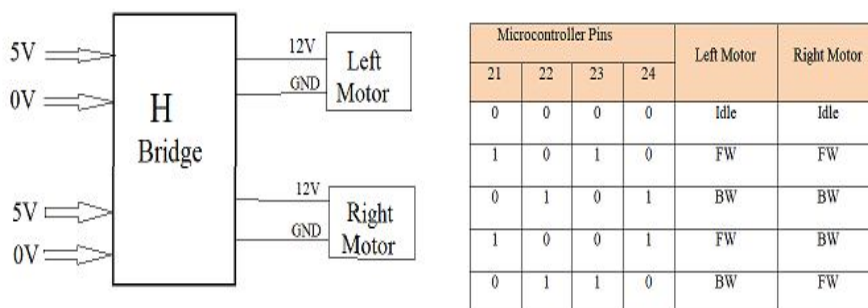 5V
0V
5V
0V
H
Bridge
12V
GND
Left
Motor
12V
GND
Right
Motor
Microcontroller Pins Left Motor Right Motor
21 22 23 24
0 0 0 0 Idle Idle
1 0 1 0 FW FW
0 1 0 1 BW BW
1 0 0 1 FW BW
0 1 1 0 BW FW